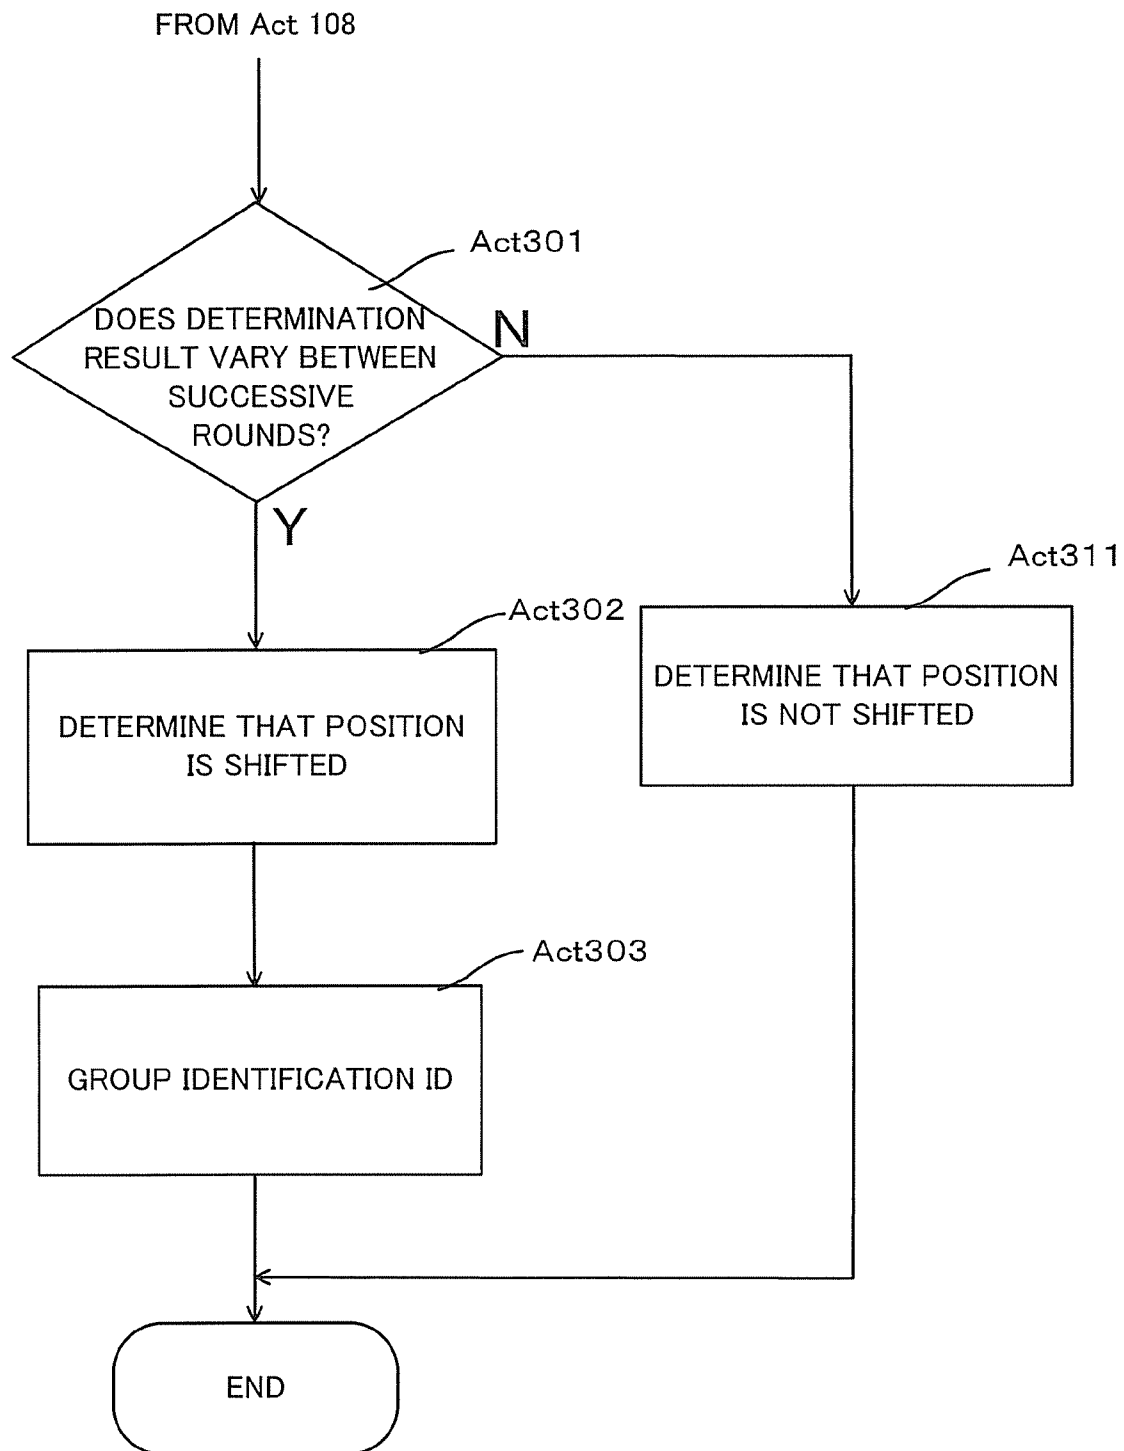 FROM Act 108
Act301
DOES DETERMINATION
RESULT VARY BETWEEN
SUCCESSIVE
ROUNDS?
N
Y
Act311
DETERMINE THAT POSITION
IS NOT SHIFTED
Act302
DETERMINE THAT POSITION
IS SHIFTED
Act303
GROUP IDENTIFICATION ID
END